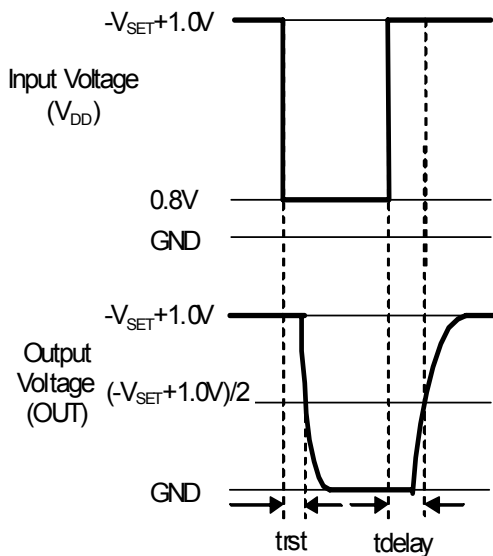 -VSET+1.0V
Input Voltage
(VDD)
0.8V
GND
-VSET+1.0V
Output
Voltage
(OUT)
(-VSET+1.0V)/2
GND
trst
tdelay